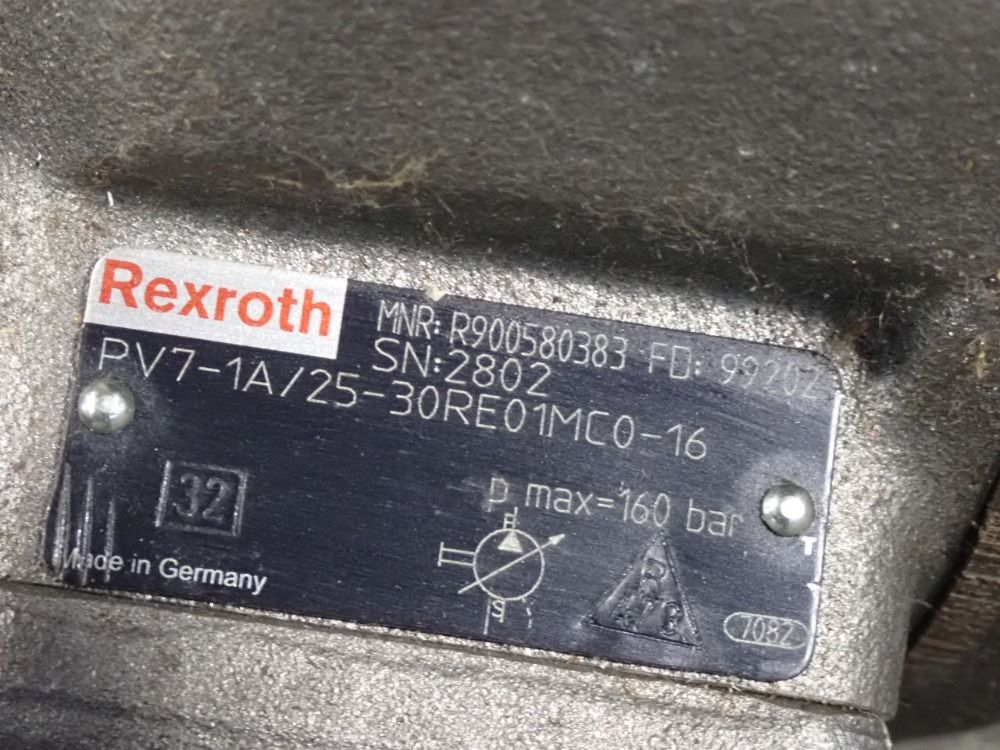 Rexroth
MNR: R900580383 FD: 99202
SN:2802
PV7-1A/25-30RE01MC0-16
32
p max=160 bar
B
S
Made in Germany
7082